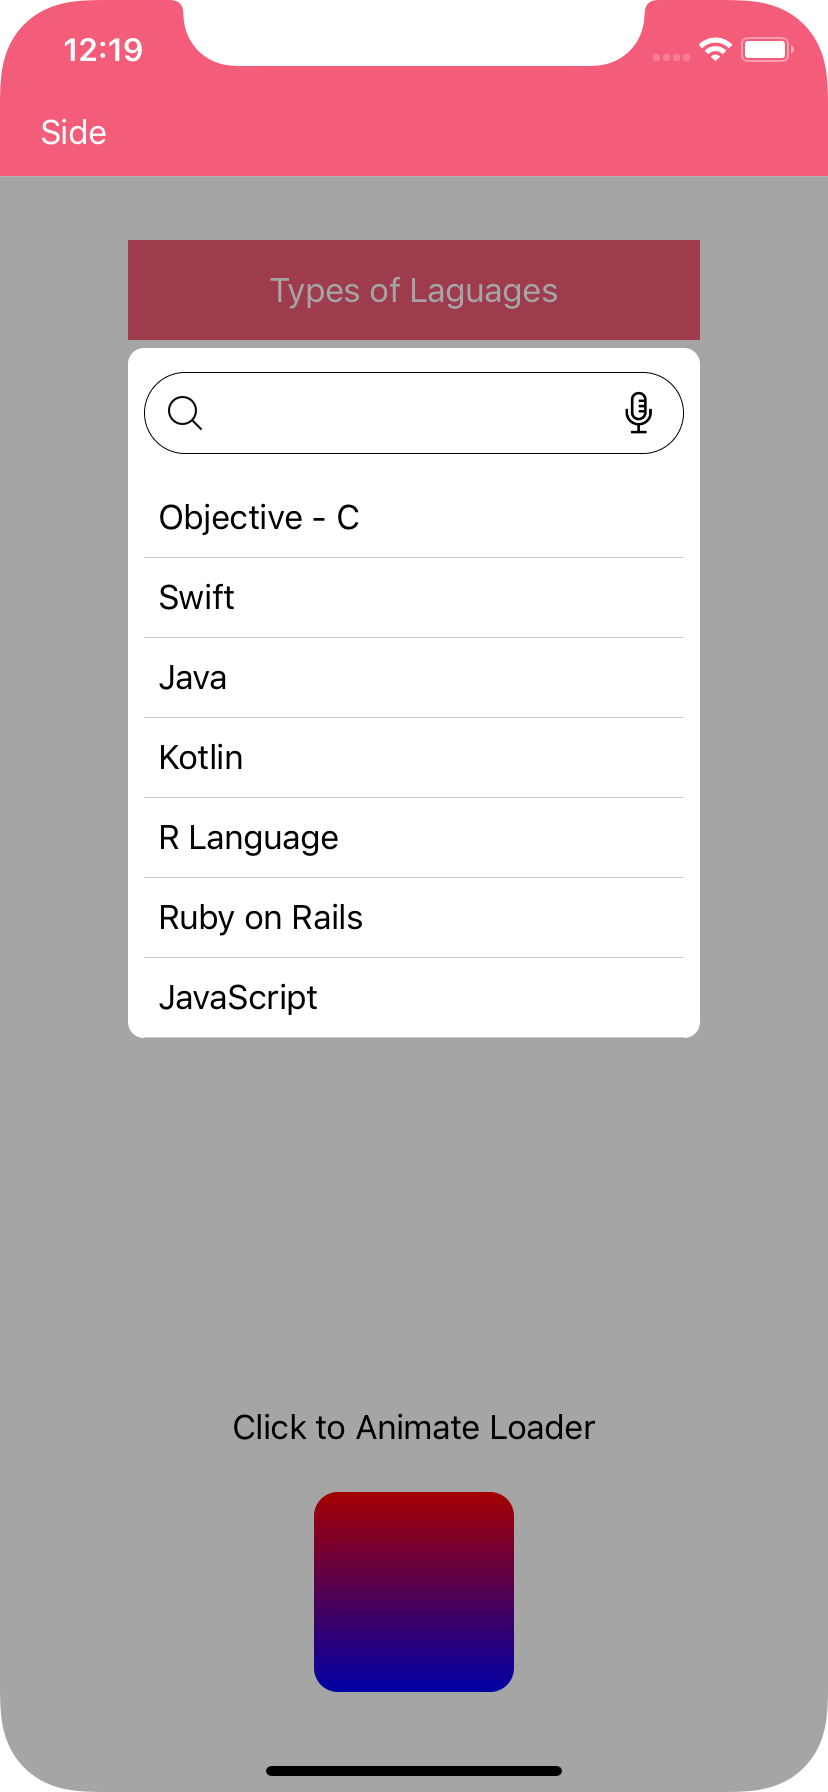 12:19
Side
Types of Laguages
Objective - C
Swift
Java
Kotlin
R Language
Ruby on Rails
JavaScript
Click to Animate Loader